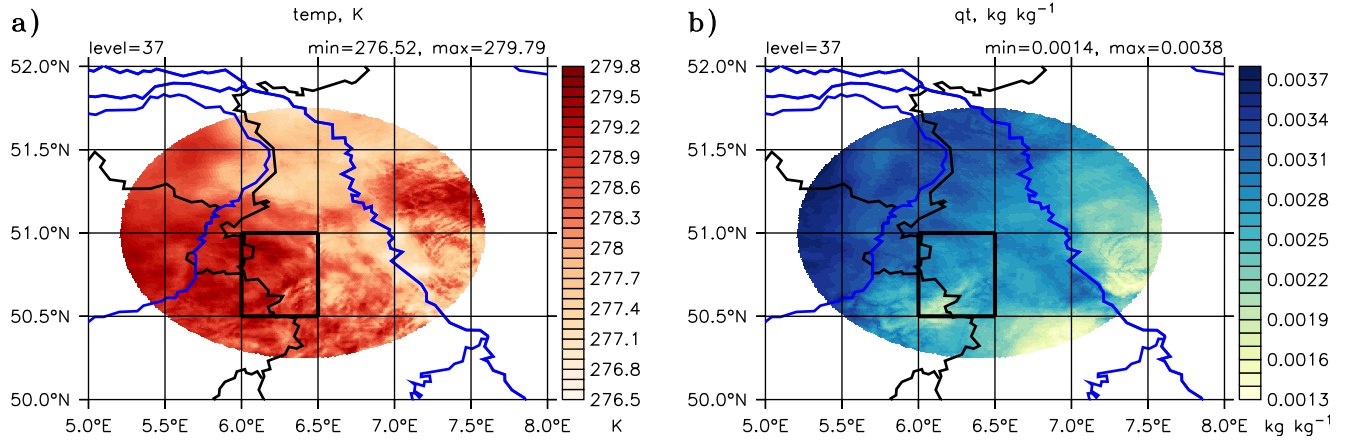 a)
temp, K
level=37
min=276.52, max=279.79
52.0°N
51.5°N
51.0°N
50.5°N
50.0°N
5.0°E
5.5°E
6.0°E
6.5°E
7.0°E
7.5°E
8.0°E
279.8
279.5
279.2
278.9
278.6
278.3
278
277.7
277.4
277.1
276.8
276.5
K
b)
qt, kg kg⁻¹
level=37
min=0.0014, max=0.0038
52.0°N
51.5°N
51.0°N
50.5°N
50.0°N
5.0°E
5.5°E
6.0°E
6.5°E
7.0°E
7.5°E
8.0°E
0.0037
0.0034
0.0031
0.0028
0.0025
0.0022
0.0019
0.0016
0.0013
kg kg⁻¹